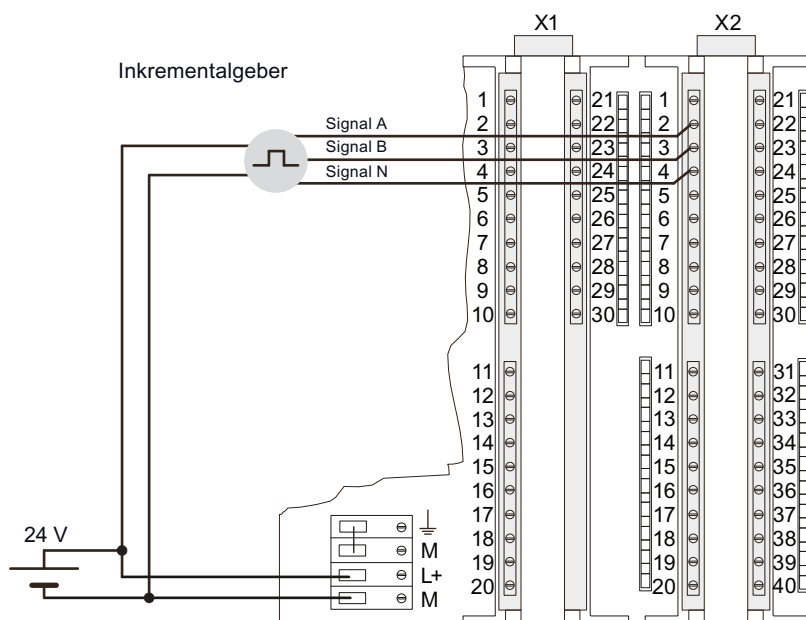 X1 X2
Inkrementalgeber
1 21 1 21
Signal A
2 22 2 22
Signal B
3 23 3 23
Signal N
4 24 4 24
5 25 5 25
6 26 6 26
7 27 7 27
8 28 8 28
9 29 9 29
10 30 10 30
11 11 31
12 12 32
13 13 33
14 14 34
15 15 35
16 16 36
17 17 37
24 V
18 18 38
M
19 19 39
L+
20 20 40
M